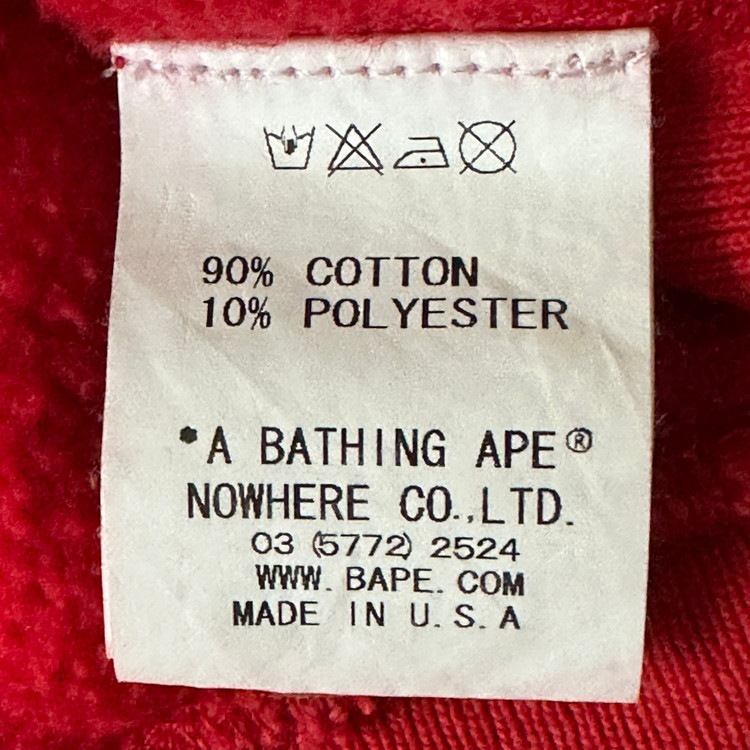 90% COTTON
10% POLYESTER
*A BATHING APE®
NOWHERE CO.,LTD.
03 (5772) 2524
WWW. BAPE. COM
MADE IN U. S. A